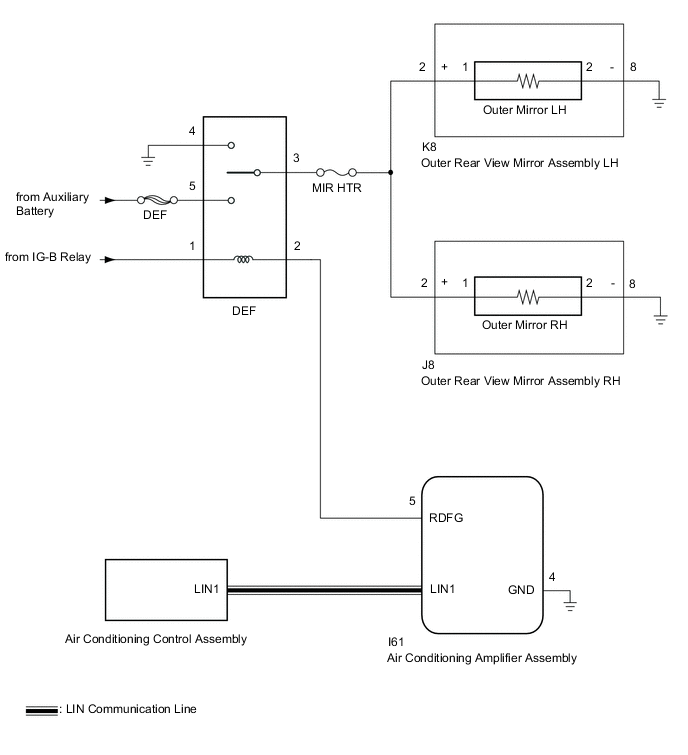 2 + 1 2 - 8
Outer Mirror LH
K8
Outer Rear View Mirror Assembly LH
4
3
MIR HTR
5
from Auxiliary
Battery
DEF
from IG-B Relay
1
2
DEF
2 + 1 2 - 8
Outer Mirror RH
J8
Outer Rear View Mirror Assembly RH
5
RDFG
LIN1
LIN1
GND
4
Air Conditioning Control Assembly
I61
Air Conditioning Amplifier Assembly
: LIN Communication Line